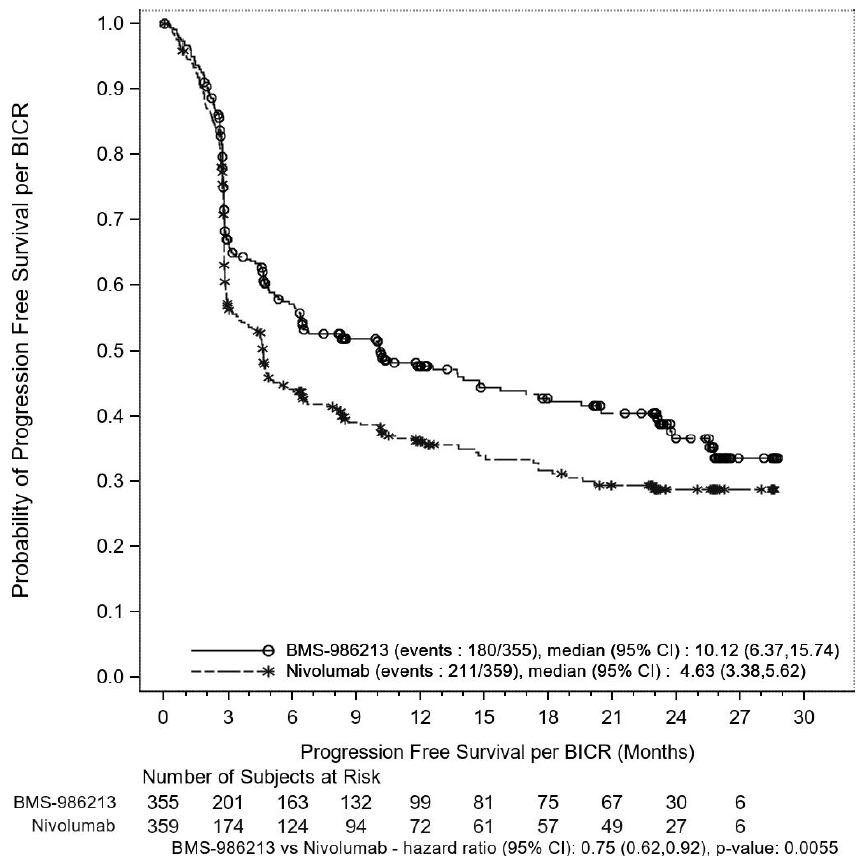 Probability of Progression Free Survival per BICR
1.0
0.9
0.8
0.7
0.6
0.5
0.4
0.3
0.2
0.1
0.0
BMS-986213 (events : 180/355), median (95% CI) : 10.12 (6.37,15.74)
Nivolumab (events : 211/359), median (95% CI) : 4.63 (3.38,5.62)
0 3 6 9 12 15 18 21 24 27 30
Progression Free Survival per BICR (Months)
Number of Subjects at Risk
BMS-986213 355 201 163 132 99 81 75 67 30 6
Nivolumab 359 174 124 94 72 61 57 49 27 6
BMS-986213 vs Nivolumab - hazard ratio (95% CI): 0.75 (0.62,0.92), p-value: 0.0055